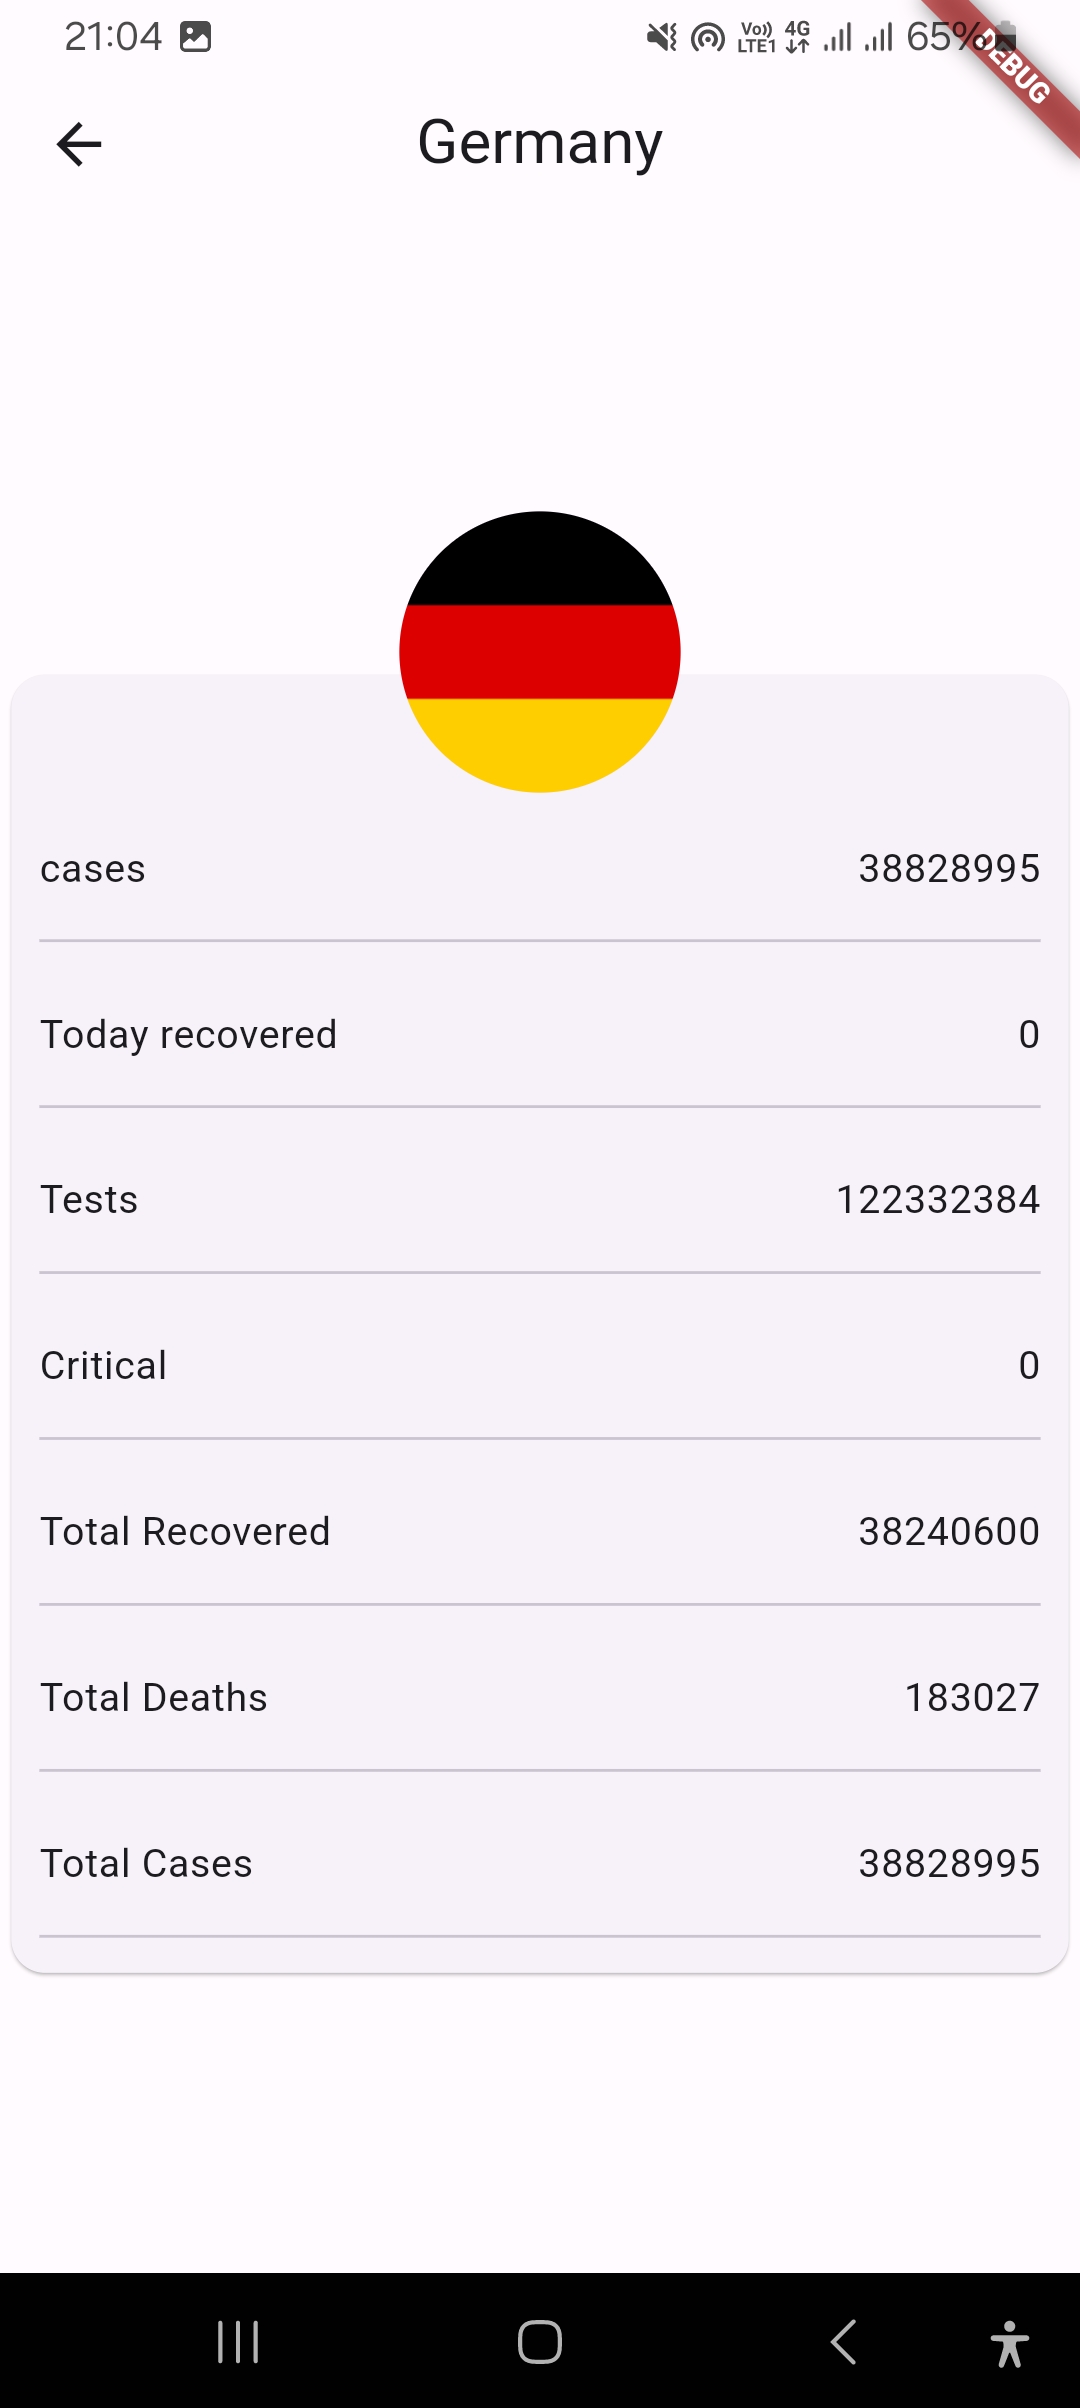 21:04 Vo)) LTE1 4G 65%
DEBUG
Germany
cases 38828995
Today recovered 0
Tests 122332384
Critical 0
Total Recovered 38240600
Total Deaths 183027
Total Cases 38828995